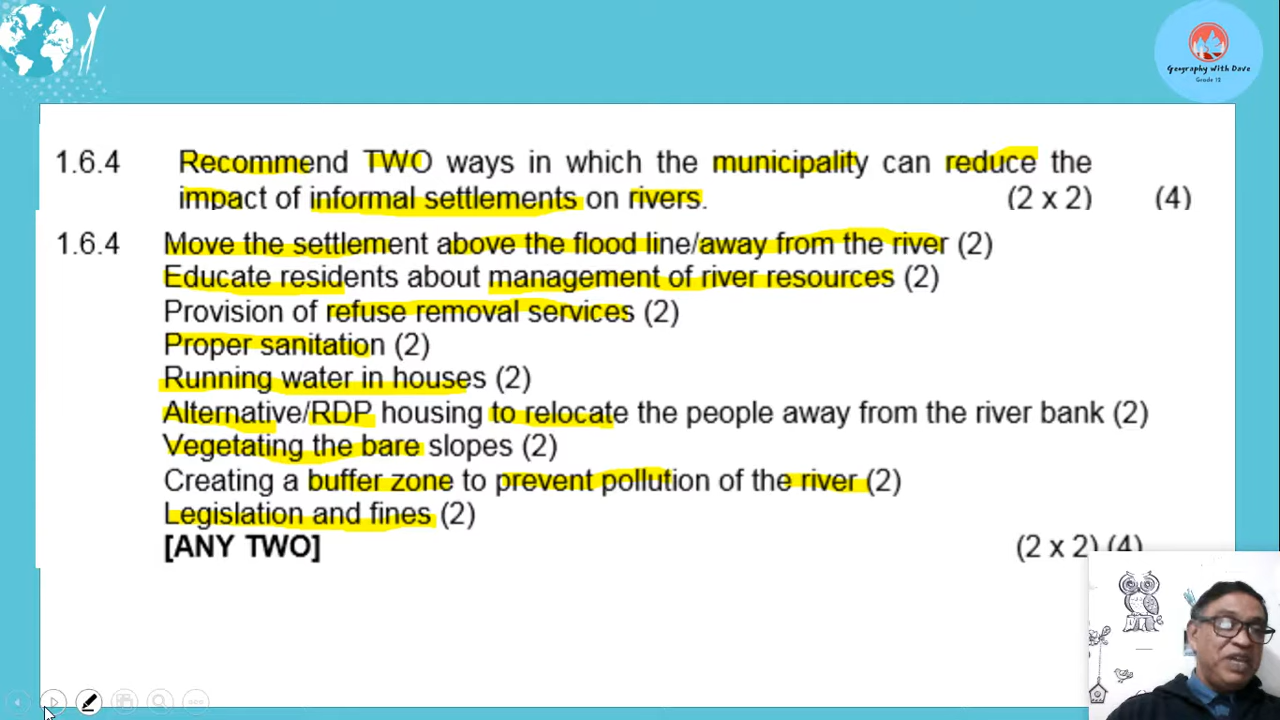 Geography With Dave
Grade 12
1.6.4 Recommend TWO ways in which the municipality can reduce the
impact of informal settlements on rivers. (2 x 2) (4)
1.6.4 Move the settlement above the flood line/away from the river (2)
Educate residents about management of river resources (2)
Provision of refuse removal services (2)
Proper sanitation (2)
Running water in houses (2)
Alternative/RDP housing to relocate the people away from the river bank (2)
Vegetating the bare slopes (2)
Creating a buffer zone to prevent pollution of the river (2)
Legislation and fines (2)
[ANY TWO] (2 x 2) (4)